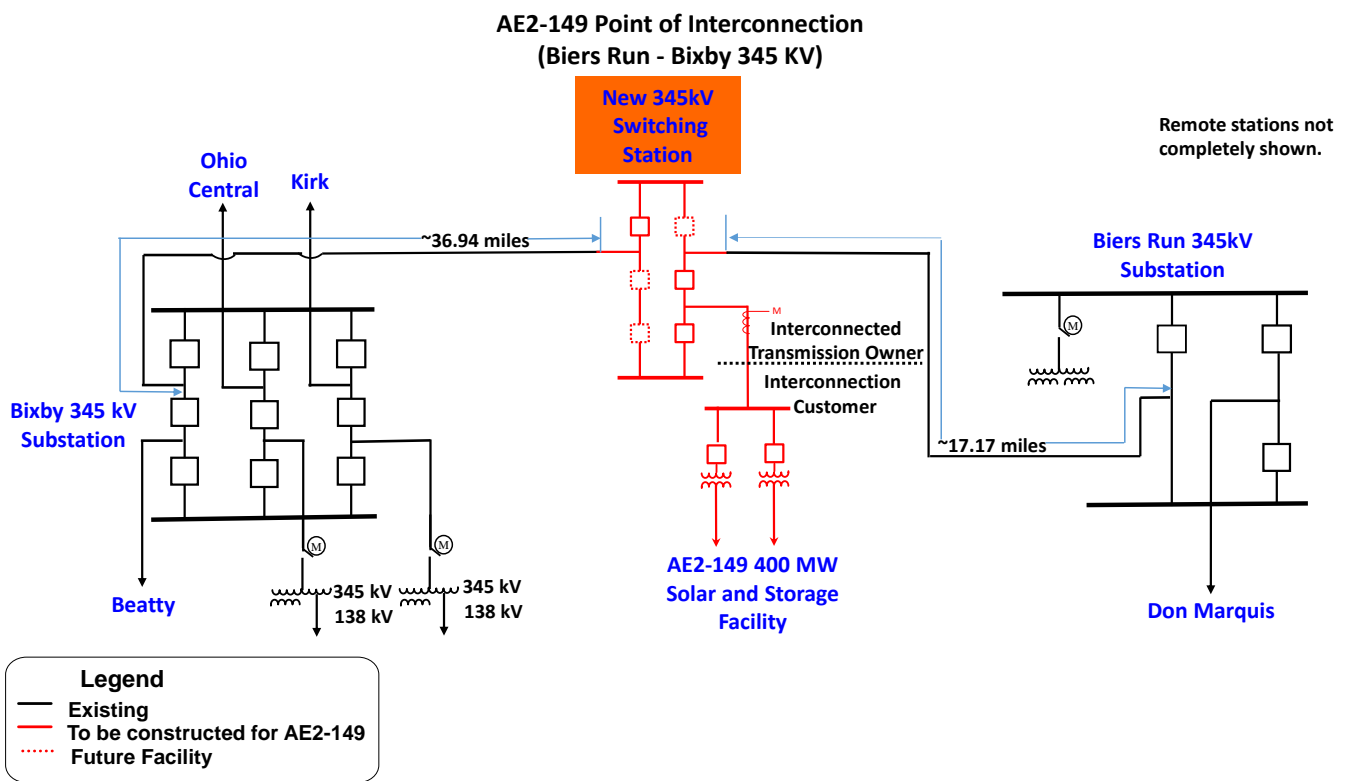 AE2-149 Point of Interconnection
(Biers Run - Bixby 345 KV)
New 345kV
Switching
Station
Remote stations not
completely shown.
Ohio
Central
Kirk
~36.94 miles
Biers Run 345kV
Substation
M
M
Interconnected
Transmission Owner
Interconnection
Customer
Bixby 345 kV
Substation
~17.17 miles
M
M
345 kV
138 kV
345 kV
138 kV
Beatty
AE2-149 400 MW
Solar and Storage
Facility
Don Marquis
Legend
Existing
To be constructed for AE2-149
Future Facility